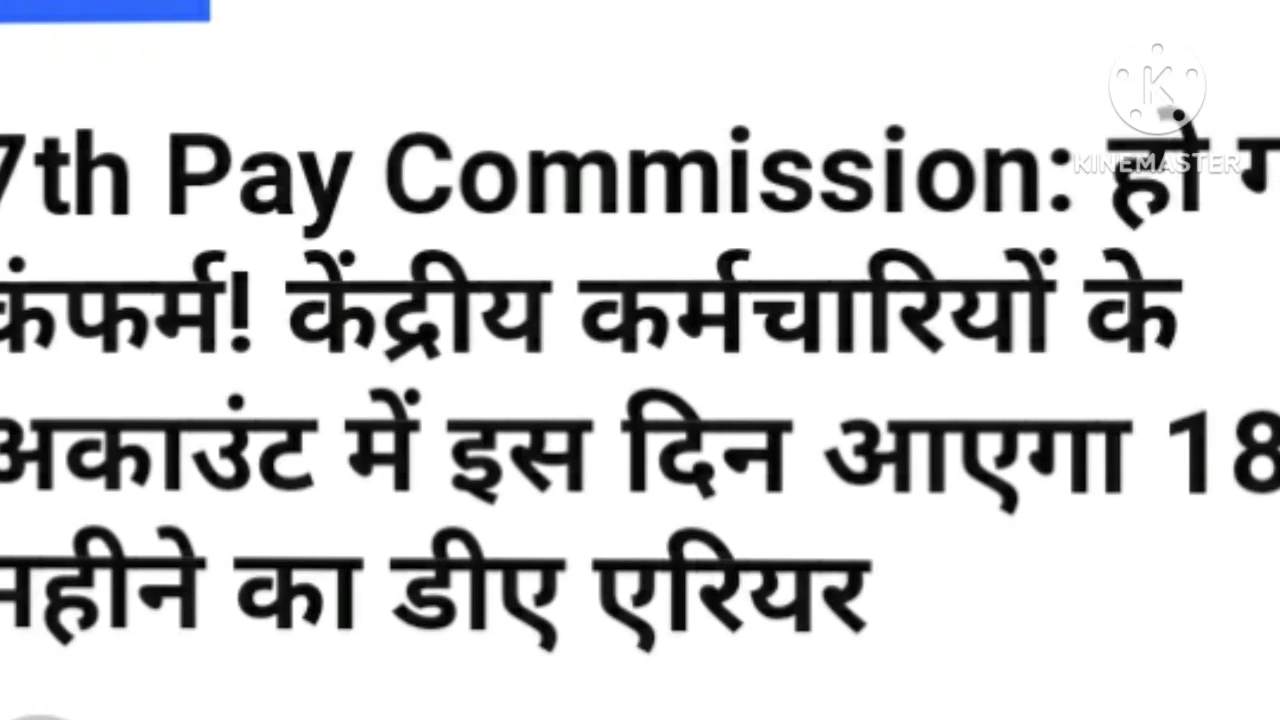 7th Pay Commission: हो
कंफर्म! केंद्रीय कर्मचारियों के
अकाउंट में इस दिन आएगा 18
महीने का डीए एरियर
KINEMASTER